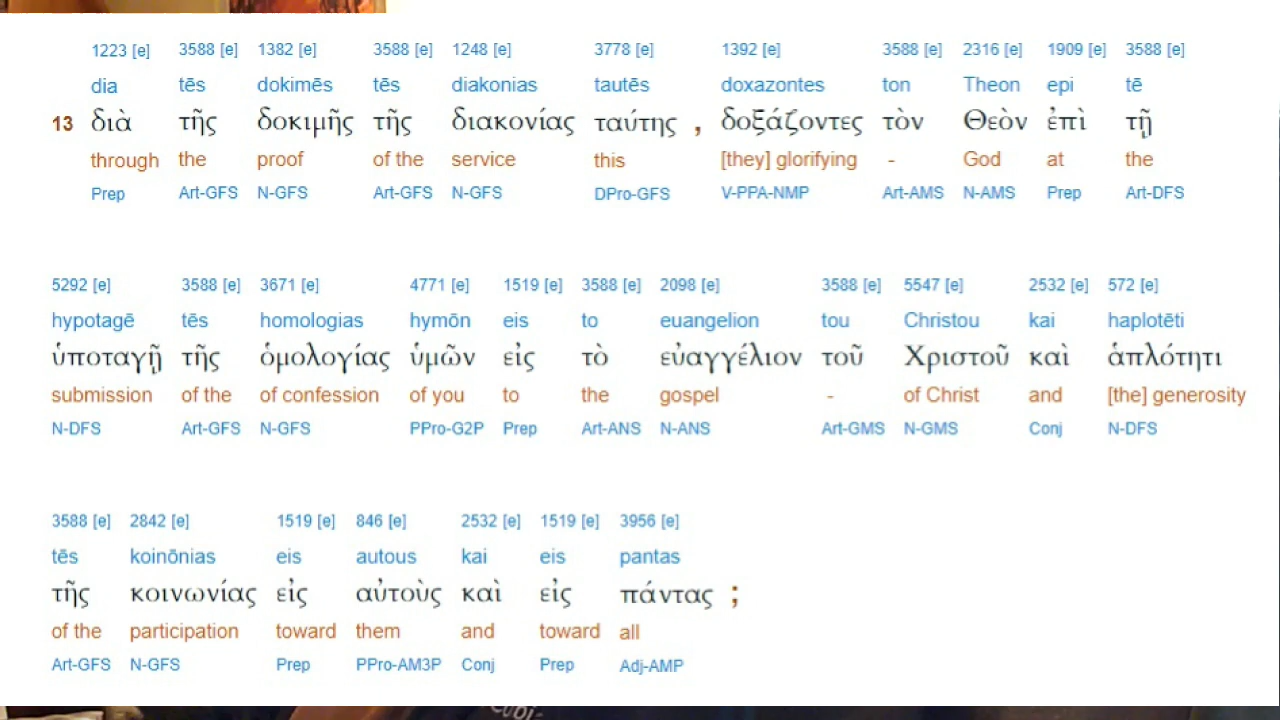 1223 [e] 3588 [e] 1382 [e] 3588 [e] 1248 [e] 3778 [e] 1392 [e] 3588 [e] 2316 [e] 1909 [e] 3588 [e]
dia tēs dokimēs tēs diakonias tautēs doxazontes ton Theon epi tē
13 διὰ τῆς δοκιμῆς τῆς διακονίας ταύτης , δοξάζοντες τὸν Θεὸν ἐπὶ τῇ
through the proof of the service this [they] glorifying - God at the
Prep Art-GFS N-GFS Art-GFS N-GFS DPro-GFS V-PPA-NMP Art-AMS N-AMS Prep Art-DFS
5292 [e] 3588 [e] 3671 [e] 4771 [e] 1519 [e] 3588 [e] 2098 [e] 3588 [e] 5547 [e] 2532 [e] 572 [e]
hypotagē tēs homologias hymōn eis to euangelion tou Christou kai haplotēti
ὑποταγῇ τῆς ὁμολογίας ὑμῶν εἰς τὸ εὐαγγέλιον τοῦ Χριστοῦ καὶ ἁπλότητι
submission of the of confession of you to the gospel - of Christ and [the] generosity
N-DFS Art-GFS N-GFS PPro-G2P Prep Art-ANS N-ANS Art-GMS N-GMS Conj N-DFS
3588 [e] 2842 [e] 1519 [e] 846 [e] 2532 [e] 1519 [e] 3956 [e]
tēs koinōnias eis autous kai eis pantas
τῆς κοινωνίας εἰς αὐτοὺς καὶ εἰς πάντας ;
of the participation toward them and toward all
Art-GFS N-GFS Prep PPro-AM3P Conj Prep Adj-AMP